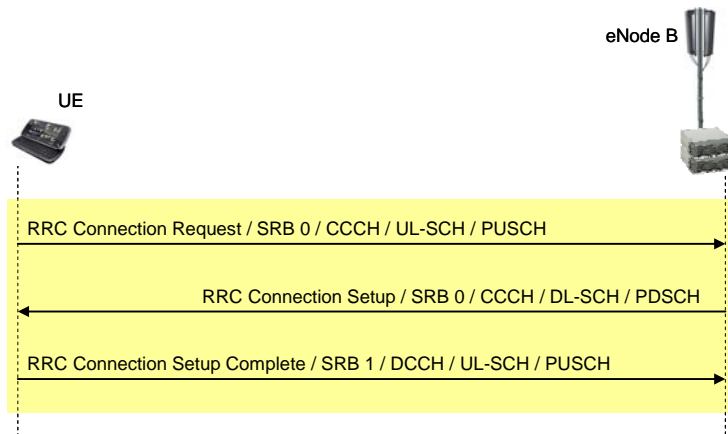 eNode B
UE
RRC Connection Request / SRB 0 / CCCH / UL-SCH / PUSCH
RRC Connection Setup / SRB 0 / CCCH / DL-SCH / PDSCH
RRC Connection Setup Complete / SRB 1 / DCCH / UL-SCH / PUSCH